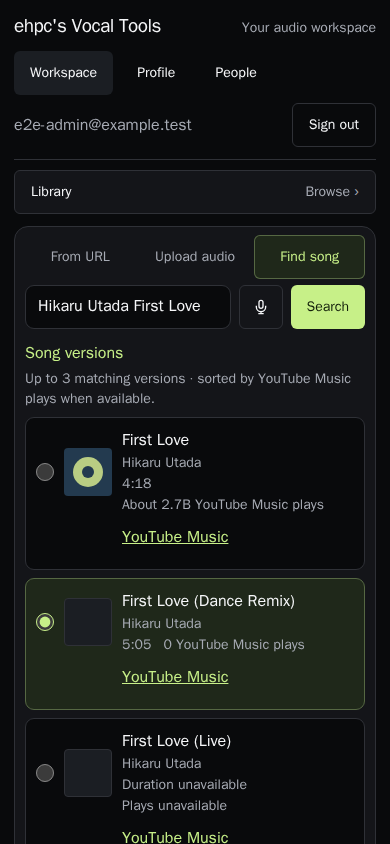 ehpc's Vocal Tools
Your audio workspace
Workspace
Profile
People
e2e-admin@example.test
Sign out
Library
Browse ›
From URL
Upload audio
Find song
Hikaru Utada First Love
Search
Song versions
Up to 3 matching versions · sorted by YouTube Music
plays when available.
First Love
Hikaru Utada
4:18
About 2.7B YouTube Music plays
YouTube Music
First Love (Dance Remix)
Hikaru Utada
5:05 0 YouTube Music plays
YouTube Music
First Love (Live)
Hikaru Utada
Duration unavailable
Plays unavailable
YouTube Music